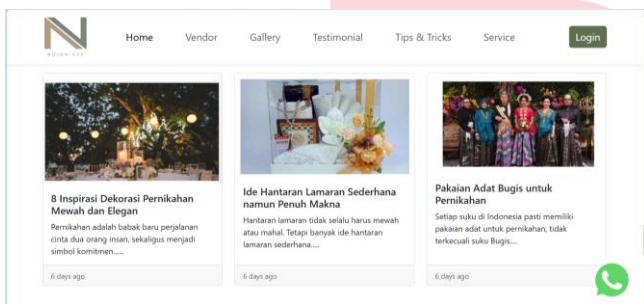 Home Vendor Gallery Testimonial Tips & Tricks Service Login
8 Inspirasi Dekorasi Pernikahan
Mewah dan Elegan
Pernikahan adalah babak baru perjalanan
cinta dua orang insan, sekaligus menjadi
simbol komitmen......
6 days ago
Ide Hantaran Lamaran Sederhana
namun Penuh Makna
Hantaran lamaran tidak selalu harus mewah
atau mahal. Tetapi banyak ide hantaran
lamaran sederhana.....
6 days ago
Pakaian Adat Bugis untuk
Pernikahan
Setiap suku di Indonesia pasti memiliki
pakaian adat untuk pernikahan, tidak
terkecuali suku Bugis....
6 days ago